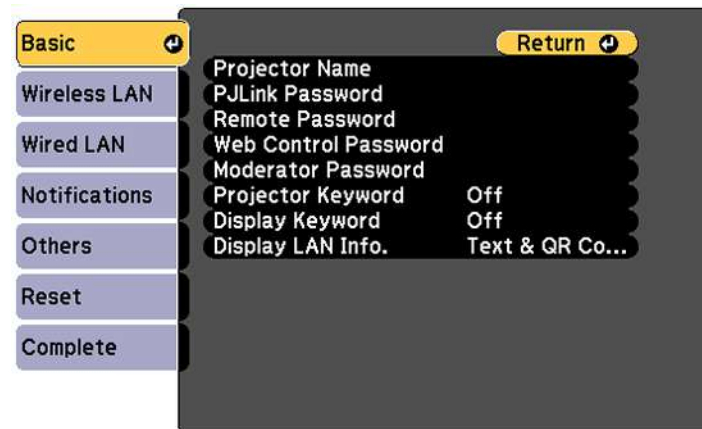 Basic
Wireless LAN
Wired LAN
Notifications
Others
Reset
Complete
Return
Projector Name
PJLink Password
Remote Password
Web Control Password
Moderator Password
Projector Keyword Off
Display Keyword Off
Display LAN Info. Text & QR Co...